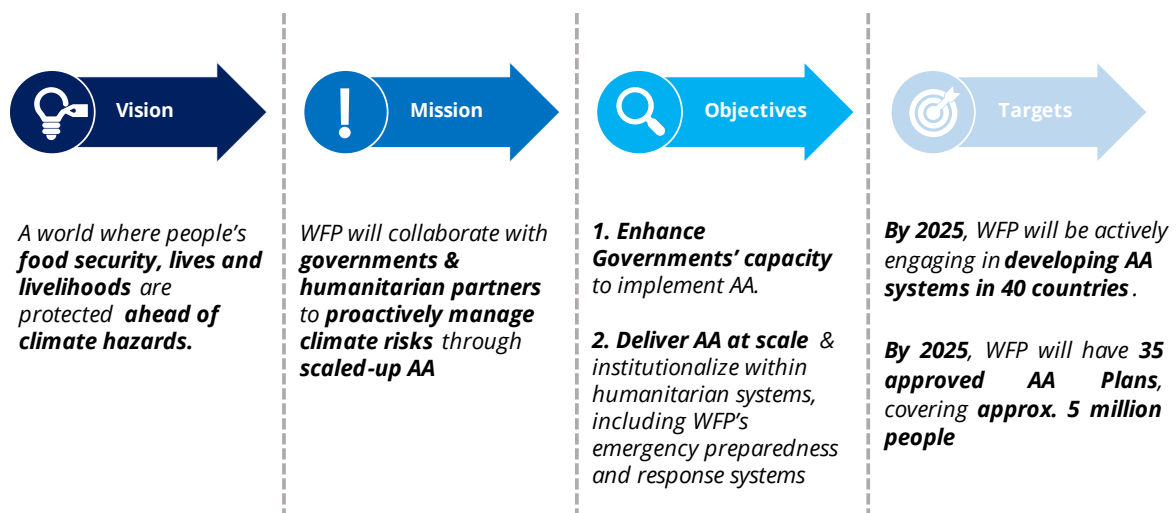 Vision
A world where people's
food security, lives and
livelihoods are
protected ahead of
climate hazards.
Mission
WFP will collaborate with
governments &
humanitarian partners
to proactively manage
climate risks through
scaled-up AA
Objectives
1. Enhance
Governments' capacity
to implement AA.
2. Deliver AA at scale &
institutionalize within
humanitarian systems,
including WFP's
emergency preparedness
and response systems
Targets
By 2025, WFP will be actively
engaging in developing AA
systems in 40 countries.
By 2025, WFP will have 35
approved AA Plans,
covering approx. 5 million
people